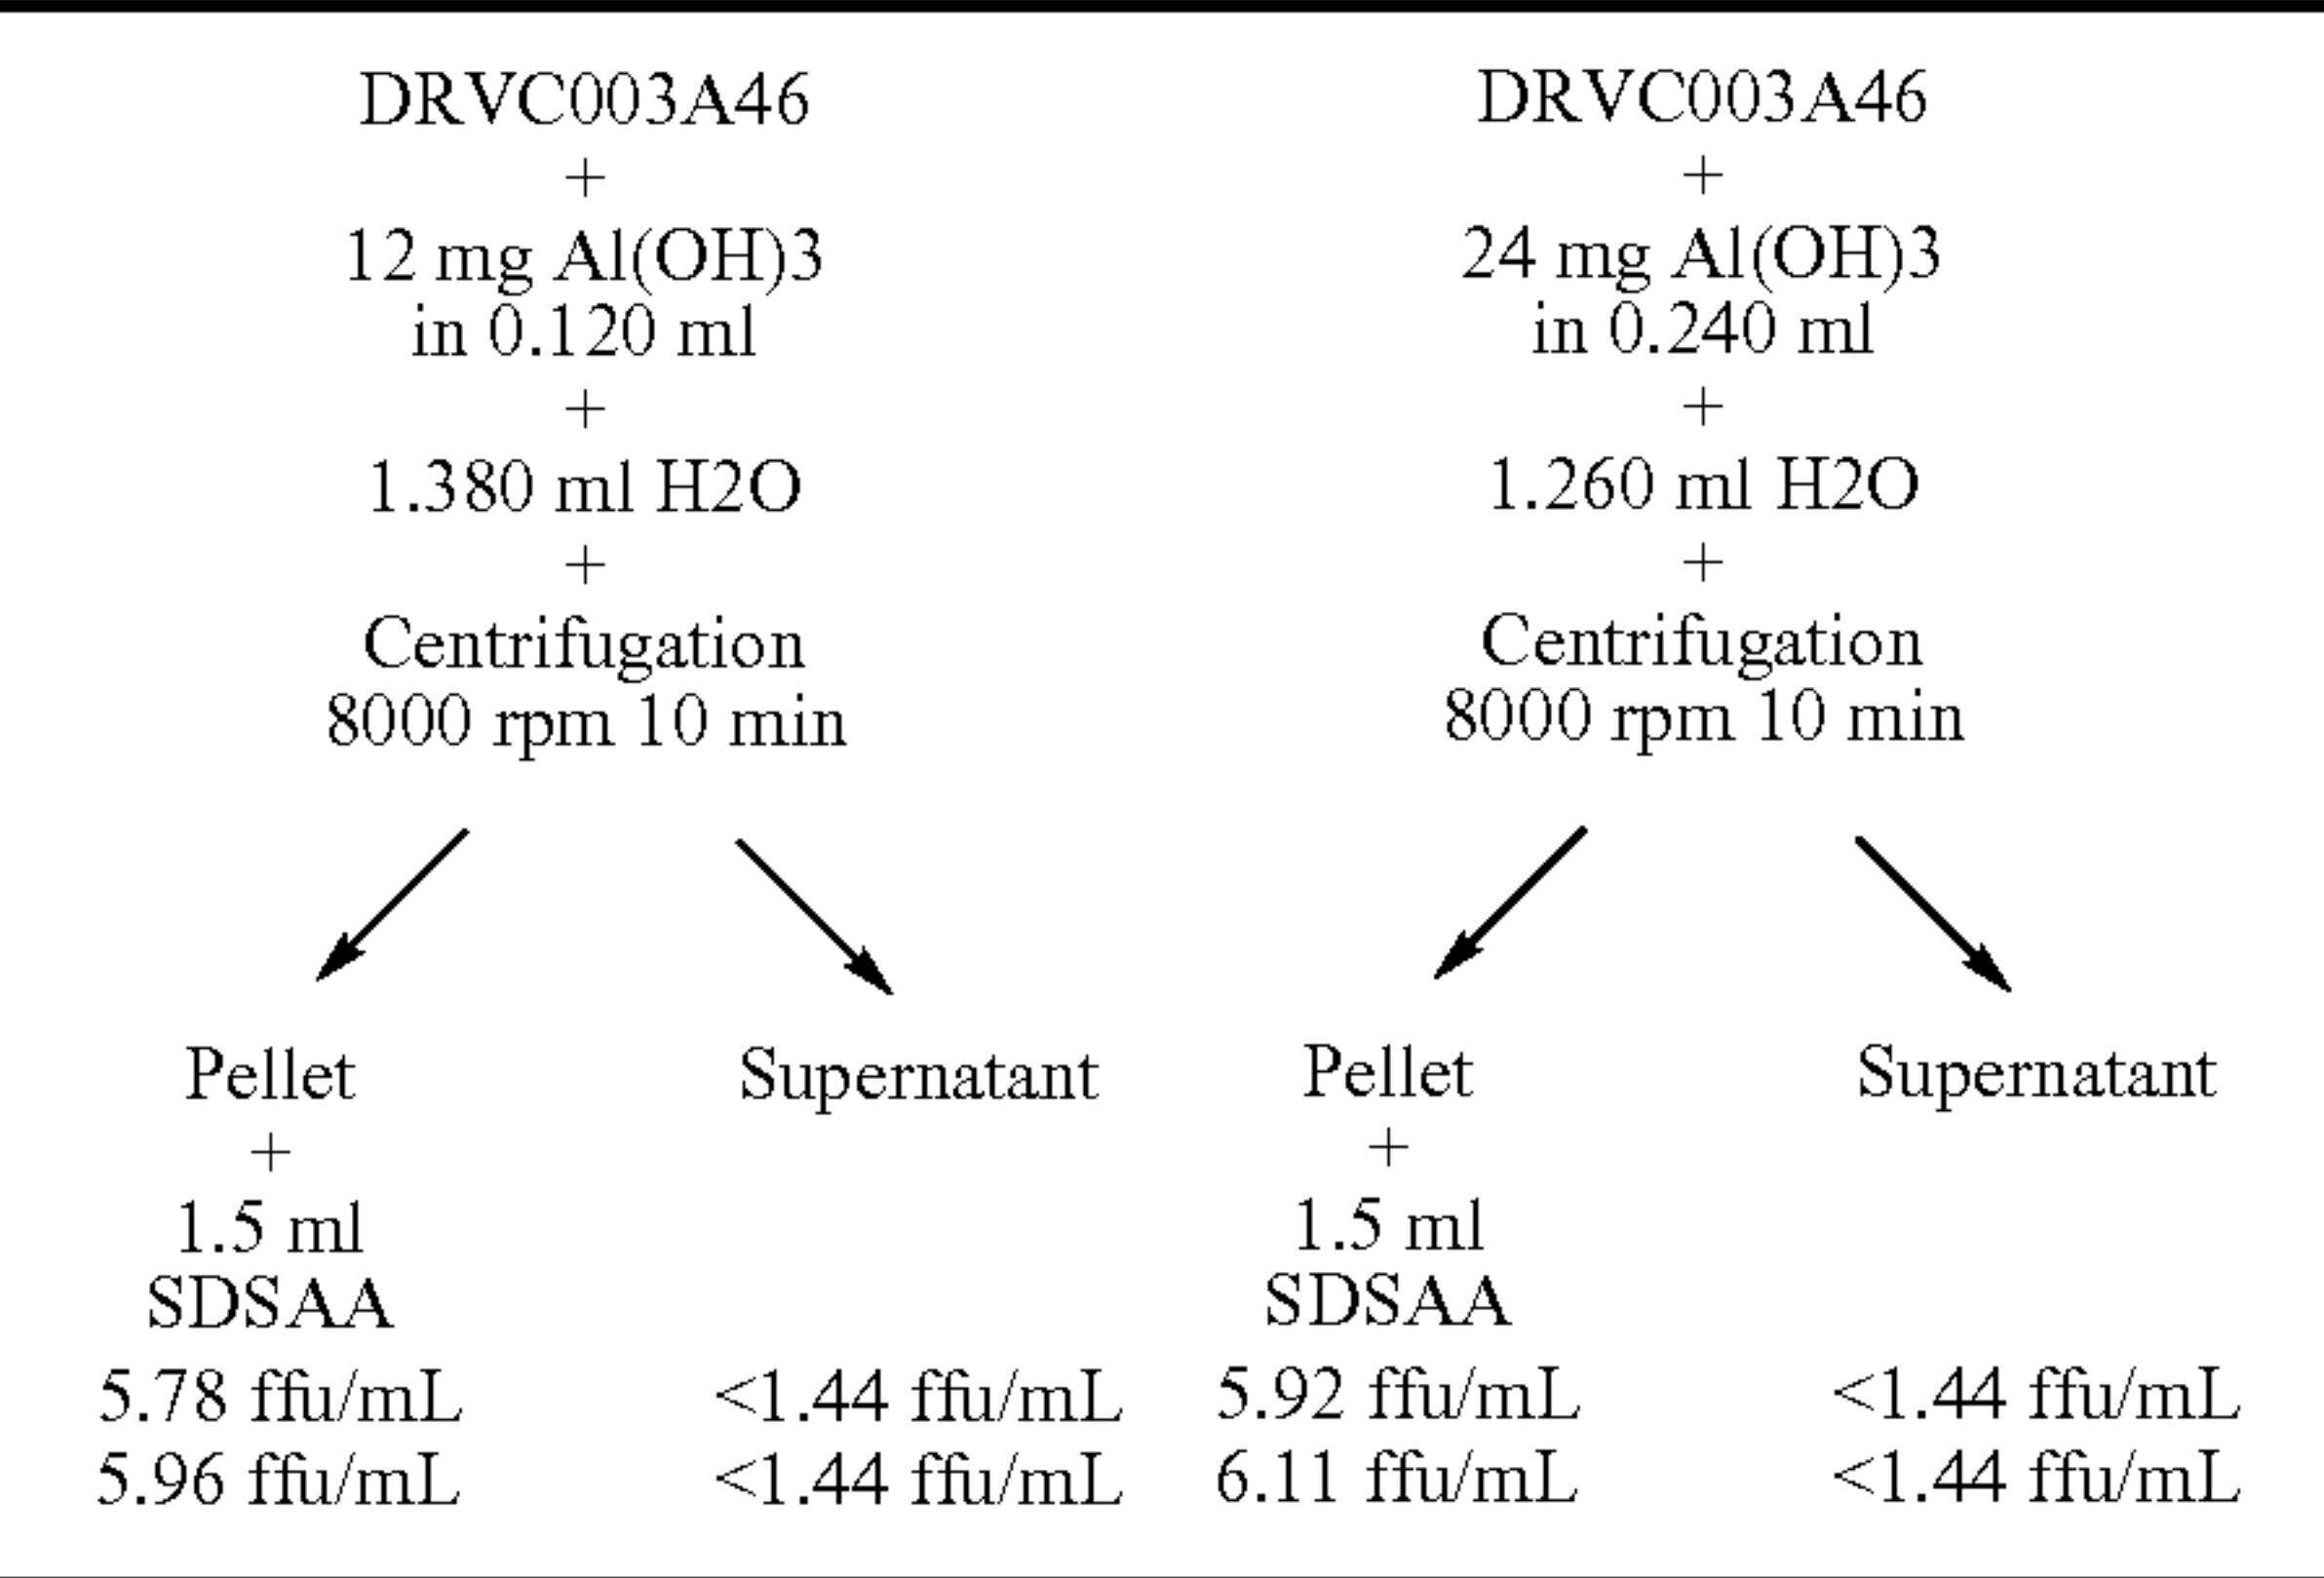 DRVC003A46
+
12 mg Al(OH)3
in 0.120 ml
+
1.380 ml H2O
+
Centrifugation
8000 rpm 10 min
Pellet
+
1.5 ml
SDSAA
5.78 ffu/mL
5.96 ffu/mL
Supernatant
<1.44 ffu/mL
<1.44 ffu/mL
DRVC003A46
+
24 mg Al(OH)3
in 0.240 ml
+
1.260 ml H2O
+
Centrifugation
8000 rpm 10 min
Pellet
+
1.5 ml
SDSAA
5.92 ffu/mL
6.11 ffu/mL
Supernatant
<1.44 ffu/mL
<1.44 ffu/mL